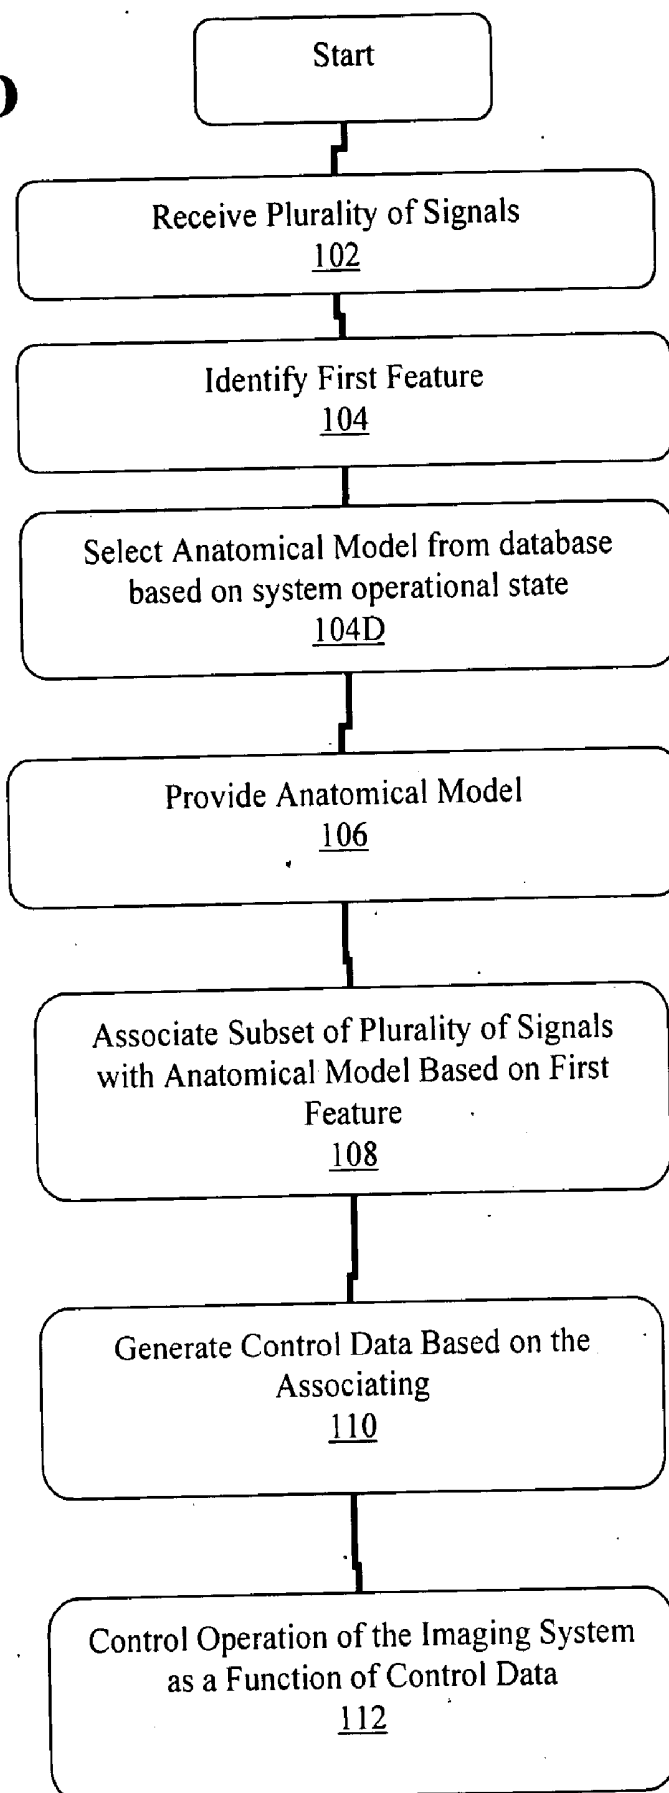 Start
Receive Plurality of Signals
102
Identify First Feature
104
Select Anatomical Model from database
based on system operational state
104D
Provide Anatomical Model
106
Associate Subset of Plurality of Signals
with Anatomical Model Based on First
Feature
108
Generate Control Data Based on the
Associating
110
Control Operation of the Imaging System
as a Function of Control Data
112